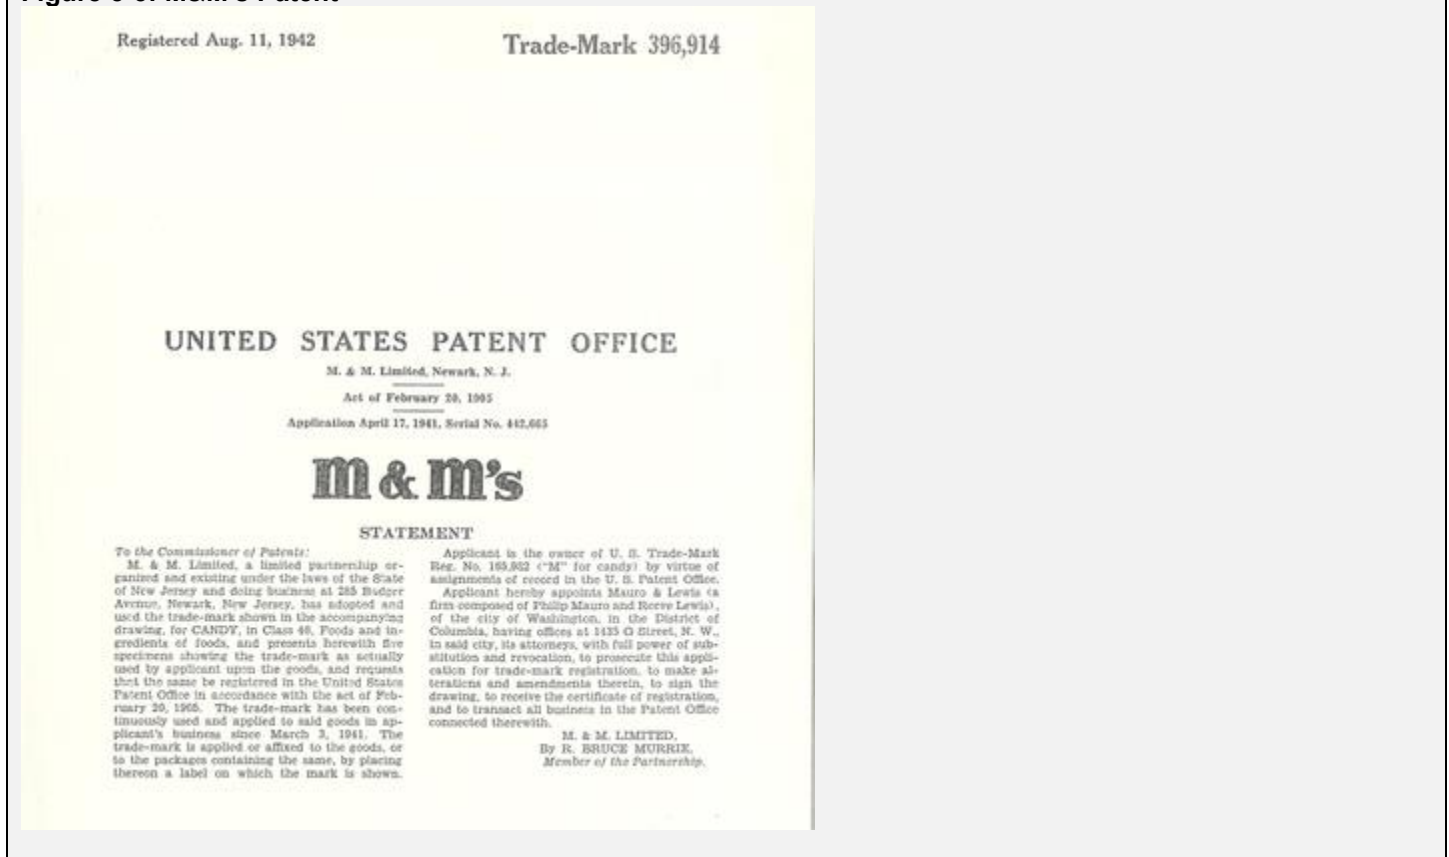 Registered Aug. 11, 1942
Trade-Mark 396,914
UNITED STATES PATENT OFFICE
M. & M. Limited, Newark, N. J.
Act of February 20, 1905
Application April 17, 1941, Serial No. 442,665
m & m's
STATEMENT
To the Commissioner of Patents:
M. & M. Limited, a limited partnership or-
ganized and existing under the laws of the State
of New Jersey and doing business at 285 Badger
Avenue, Newark, New Jersey, has adopted and
used the trade-mark shown in the accompanying
drawing, for CANDY, in Class 46, Foods and in-
gredients of foods, and presents herewith five
specimens showing the trade-mark as actually
used by applicant upon the goods, and requests
that the same be registered in the United States
Patent Office in accordance with the act of Feb-
ruary 20, 1905. The trade-mark has been con-
tinuously used and applied to said goods in ap-
plicant's business since March 3, 1941. The
trade-mark is applied or affixed to the goods, or
to the packages containing the same, by placing
thereon a label on which the mark is shown.
Applicant is the owner of U. S. Trade-Mark
Reg. No. ("M" for candy) by virtue of
assignments of record in the U. S. Patent Office.
Applicant hereby appoints Mauro & Lewis (a
firm composed of Philip Mauro and Reeve Lewis),
of the city of Washington, in the District of
Columbia, having offices at 1435 G Street, N. W.,
in said city, its attorneys, with full power of sub-
stitution and revocation, to prosecute this appli-
cation for trade-mark registration, to make al-
terations and amendments therein, to sign the
drawing, to receive the certificate of registration,
and to transact all business in the Patent Office
connected therewith.
M. & M. LIMITED,
By R. BRUCE MURRIE,
Member of the Partnership.